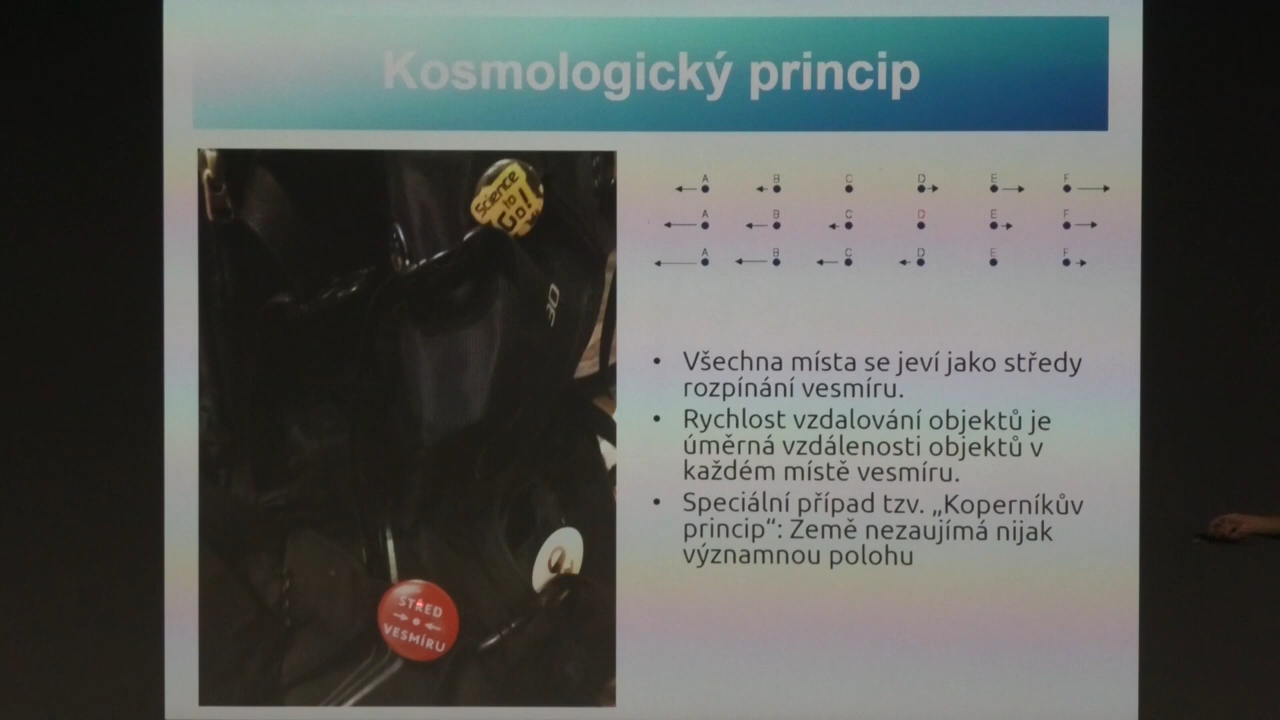 Kosmologický princip
Science
to
Go!
30
A B C D E F
A B C D E F
A B C D E F
• Všechna místa se jeví jako středy
rozpínání vesmíru.
• Rychlost vzdalování objektů je
úměrná vzdálenosti objektů v
každém místě vesmíru.
• Speciální případ tzv. „Koperníkův
princip“: Země nezaujímá nijak
významnou polohu
STŘED
VESMÍRU